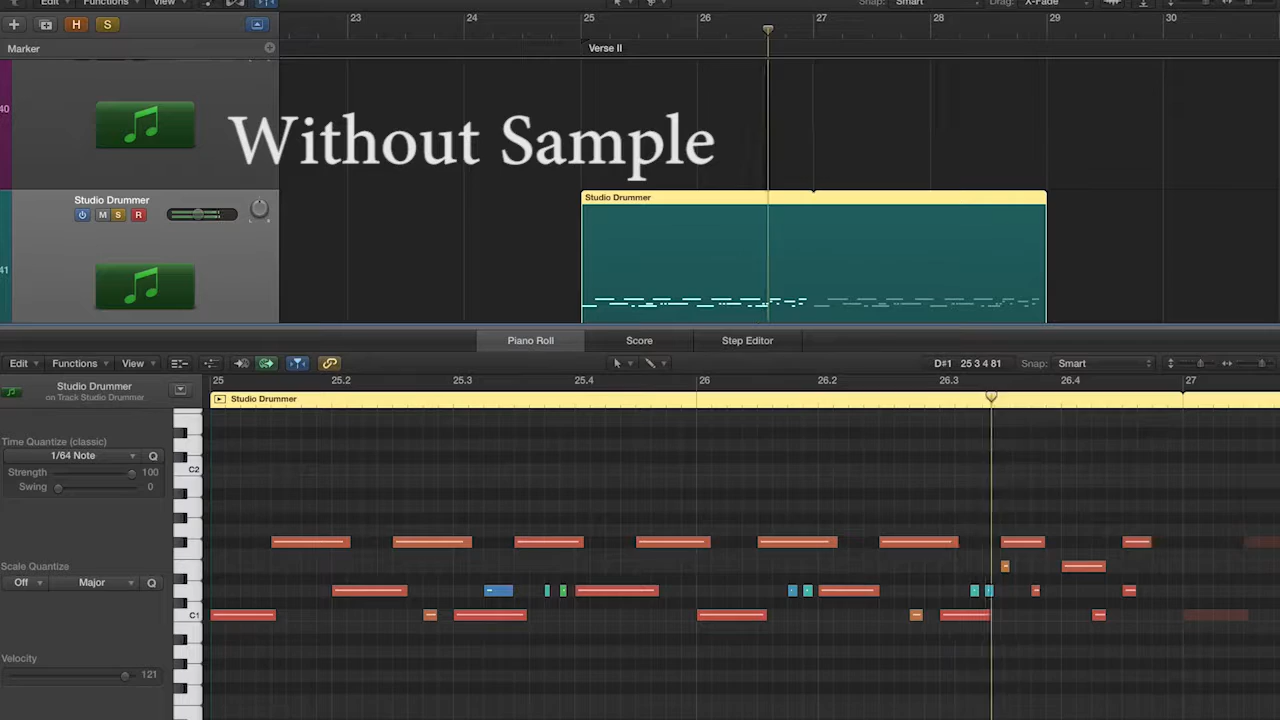 Edit Functions View Snap: Smart Drag: X-Fade
H S 23 24 25 26 27 28 29 30
Marker Verse II
40
Without Sample
Studio Drummer Studio Drummer
M S R
41
Piano Roll Score Step Editor
Edit Functions View D#1 25 3 4 81 Snap: Smart
Studio Drummer 25 25.2 25.3 25.4 26 26.2 26.3 26.4 27
on Track Studio Drummer. Studio Drummer
Time Quantize (classic)
1/64 Note Q
C2
Strength 100
Swing 0
Scale Quantize
Off Major Q
C1
Velocity
121